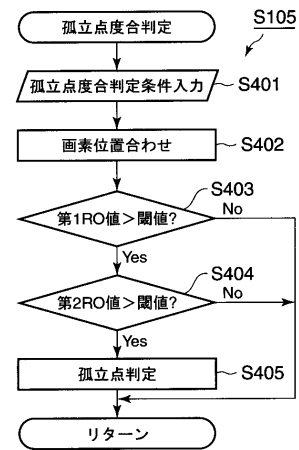 孤立点度合判定
S105
孤立点度合判定条件入力
S401
画素位置合わせ
S402
第1RO値＞閾値?
S403
No
Yes
第2RO値＞閾値?
S404
No
Yes
孤立点判定
S405
リターン